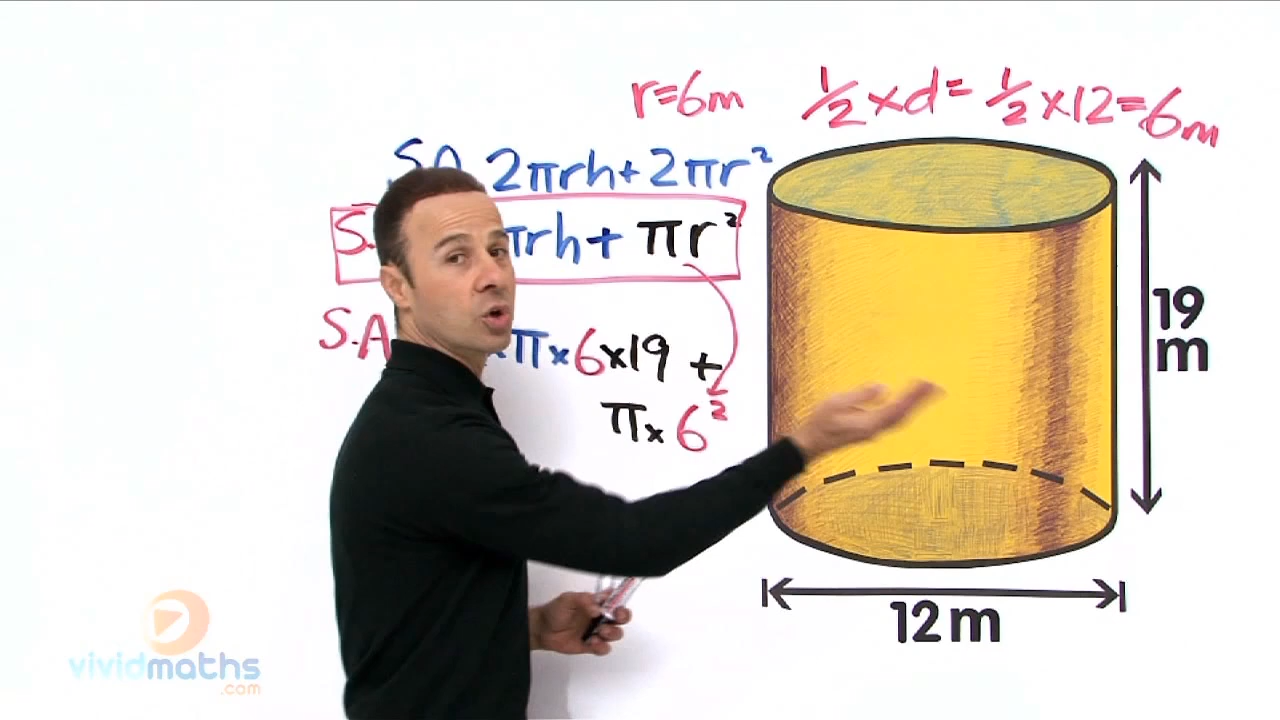 r=6m ½×d= ½×12=6m
S.A. 2πrh+2πr²
S. πrh+ πr²
S.A ×π×6×19 +
π×6²
19
m
12m
vividmaths
.com